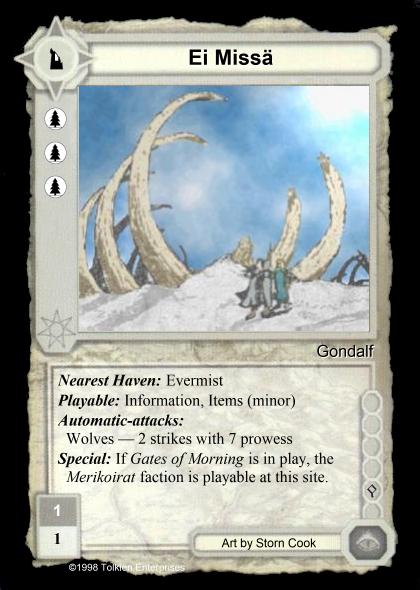 Ei Missä
Gondalf
Nearest Haven: Evermist
Playable: Information, Items (minor)
Automatic-attacks:
Wolves — 2 strikes with 7 prowess
Special: If Gates of Morning is in play, the
Merikoirat faction is playable at this site.
1
1
Art by Storn Cook
©1998 Tolkien Enterprises